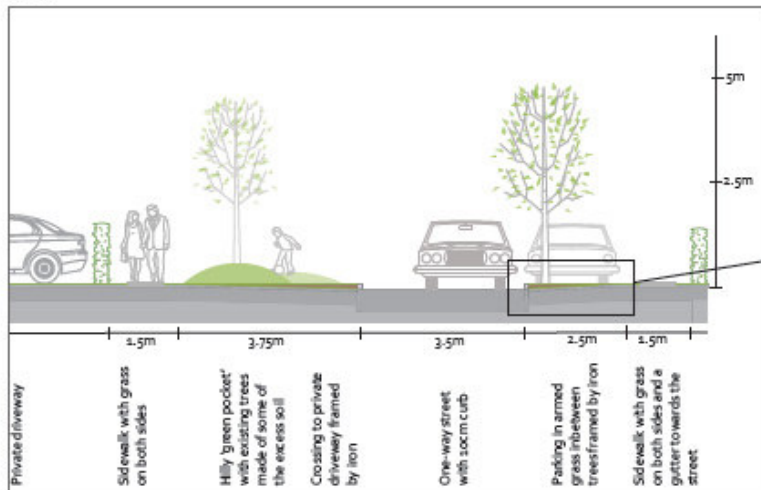 5m
2.5m
1.5m
3.75m
3.5m
2.5m
1.5m
Private driveway
Sidewalk with grass
on both sides
Hilly 'green pocket'
with existing trees
made of some of
the excess soil
Crossing to private
driveway framed
by iron
One-way street
with 10cm curb
Parking in armed
grass inbetween
trees framed by iron
Sidewalk with grass
on both sides and a
gutter towards the
street